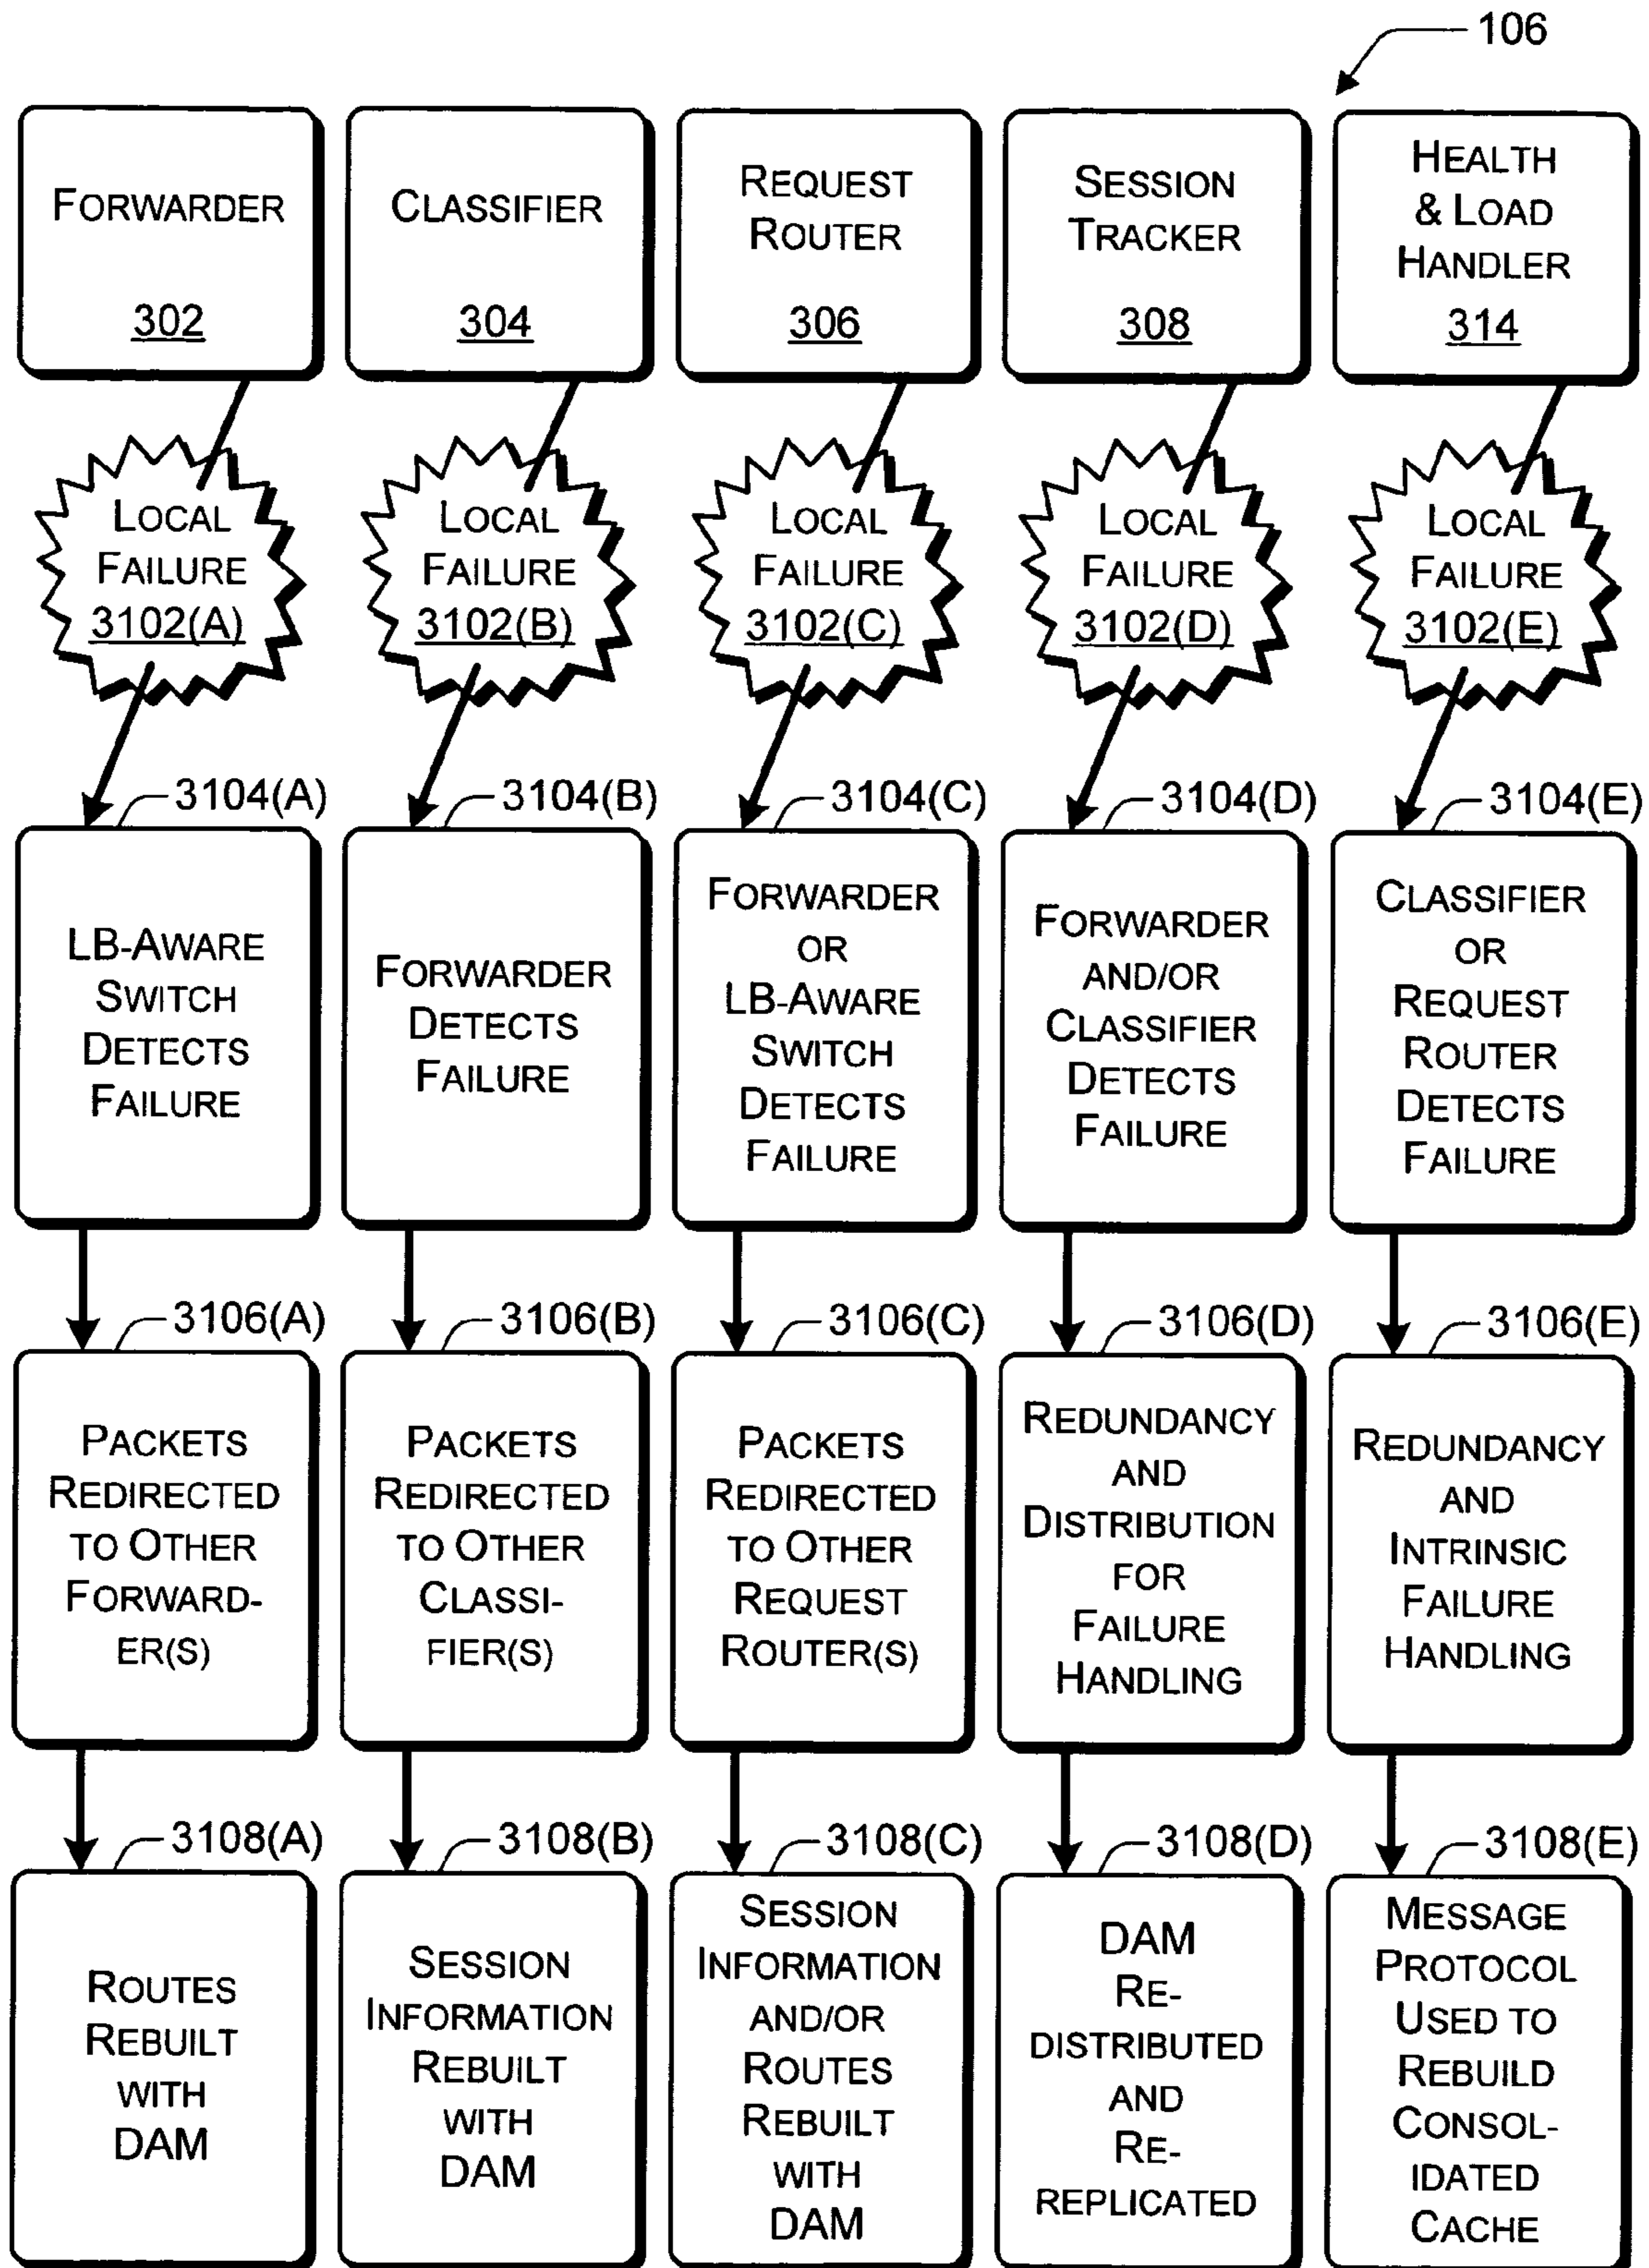 106
FORWARDER
302
CLASSIFIER
304
REQUEST
ROUTER
306
SESSION
TRACKER
308
HEALTH
& LOAD
HANDLER
314
LOCAL
FAILURE
3102(A)
LOCAL
FAILURE
3102(B)
LOCAL
FAILURE
3102(C)
LOCAL
FAILURE
3102(D)
LOCAL
FAILURE
3102(E)
3104(A)
LB-AWARE
SWITCH
DETECTS
FAILURE
3104(B)
FORWARDER
DETECTS
FAILURE
3104(C)
FORWARDER
OR
LB-AWARE
SWITCH
DETECTS
FAILURE
3104(D)
FORWARDER
AND/OR
CLASSIFIER
DETECTS
FAILURE
3104(E)
CLASSIFIER
OR
REQUEST
ROUTER
DETECTS
FAILURE
3106(A)
PACKETS
REDIRECTED
TO OTHER
FORWARD-
ER(S)
3106(B)
PACKETS
REDIRECTED
TO OTHER
CLASSI-
FIER(S)
3106(C)
PACKETS
REDIRECTED
TO OTHER
REQUEST
ROUTER(S)
3106(D)
REDUNDANCY
AND
DISTRIBUTION
FOR
FAILURE
HANDLING
3106(E)
REDUNDANCY
AND
INTRINSIC
FAILURE
HANDLING
3108(A)
ROUTES
REBUILT
WITH
DAM
3108(B)
SESSION
INFORMATION
REBUILT
WITH
DAM
3108(C)
SESSION
INFORMATION
AND/OR
ROUTES
REBUILT
WITH
DAM
3108(D)
DAM
RE-
DISTRIBUTED
AND
RE-
REPLICATED
3108(E)
MESSAGE
PROTOCOL
USED TO
REBUILD
CONSOL-
IDATED
CACHE